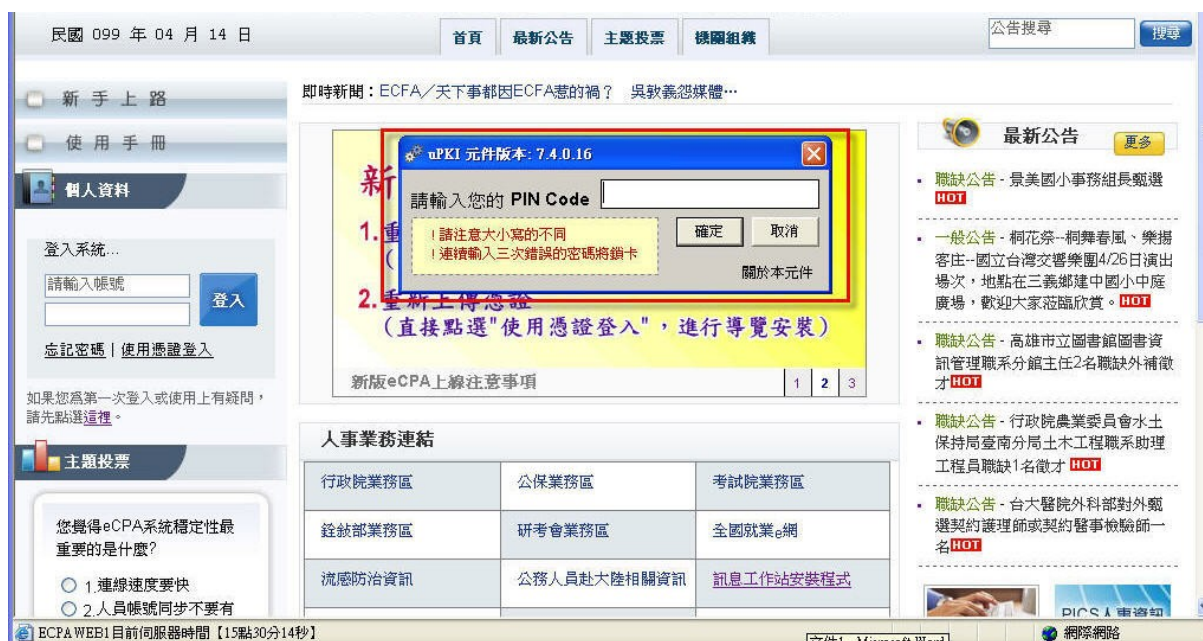 民國 099 年 04 月 14 日
首頁
最新公告
主題投票
機關組織
公告搜尋
搜尋
新 手 上 路
使 用 手 冊
個人資料
登入系統...
請輸入帳號
登入
忘記密碼 | 使用憑證登入
如果您為第一次登入或使用上有疑問，
請先點選這裡。
主題投票
您覺得eCPA系統穩定性最
重要的是什麼?
1.連線速度要快
2.人員帳號同步不要有
即時新聞：ECFA／天下事都因ECFA惹的禍? 吳敦義怨媒體…
新
1.重
(
2.重新上傳憑證
(直接點選"使用憑證登入"，進行導覽安裝)
新版eCPA上線注意事項
1 2 3
uPKI 元件版本: 7.4.0.16
請輸入您的 PIN Code
！請注意大小寫的不同
！連續輸入三次錯誤的密碼將鎖卡
確定
取消
關於本元件
人事業務連結
行政院業務區
公保業務區
考試院業務區
銓敘部業務區
研考會業務區
全國就業e網
流感防治資訊
公務人員赴大陸相關資訊
訊息工作站安裝程式
最新公告
更多
職缺公告 - 景美國小事務組長甄選
HOT
一般公告 - 桐花祭--桐舞春風、樂揚
客庄--國立台灣交響樂團4/26日演出
場次，地點在三義鄉建中國小中庭
廣場，歡迎大家蒞臨欣賞。HOT
職缺公告 - 高雄市立圖書館圖書資
訊管理職系分館主任2名職缺外補徵
才HOT
職缺公告 - 行政院農業委員會水土
保持局臺南分局土木工程職系助理
工程員職缺1名徵才 HOT
職缺公告 - 台大醫院外科部對外甄
選契約護理師或契約醫事檢驗師一
名HOT
PICS人事資訊
ECPAWEB1目前伺服器時間【15點30分14秒】
文件1 - Microsoft Word
網際網路